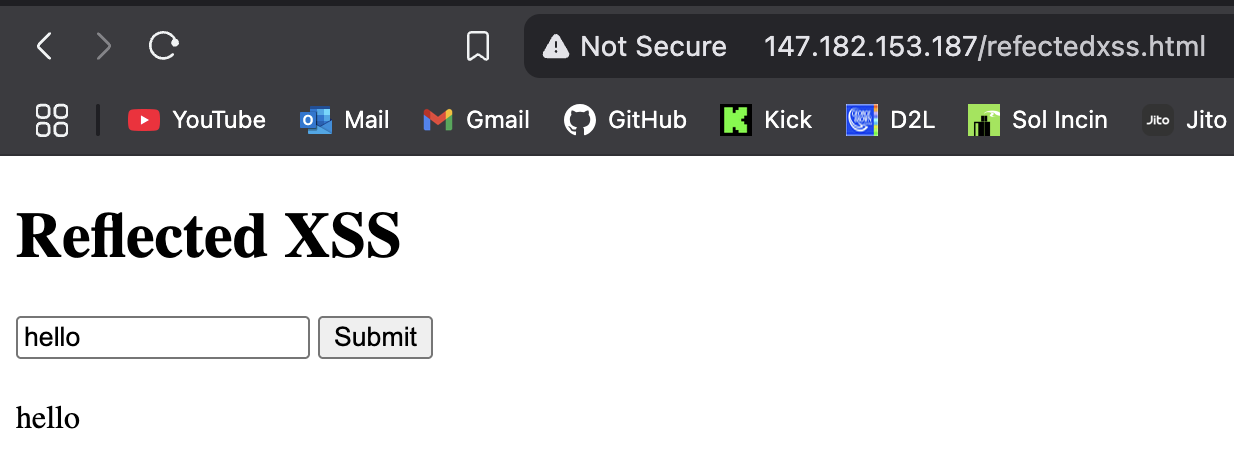 Not Secure 147.182.153.187/refectedxss.html
YouTube Mail Gmail GitHub Kick D2L Sol Incin Jito Jito
Reflected XSS
hello Submit
hello